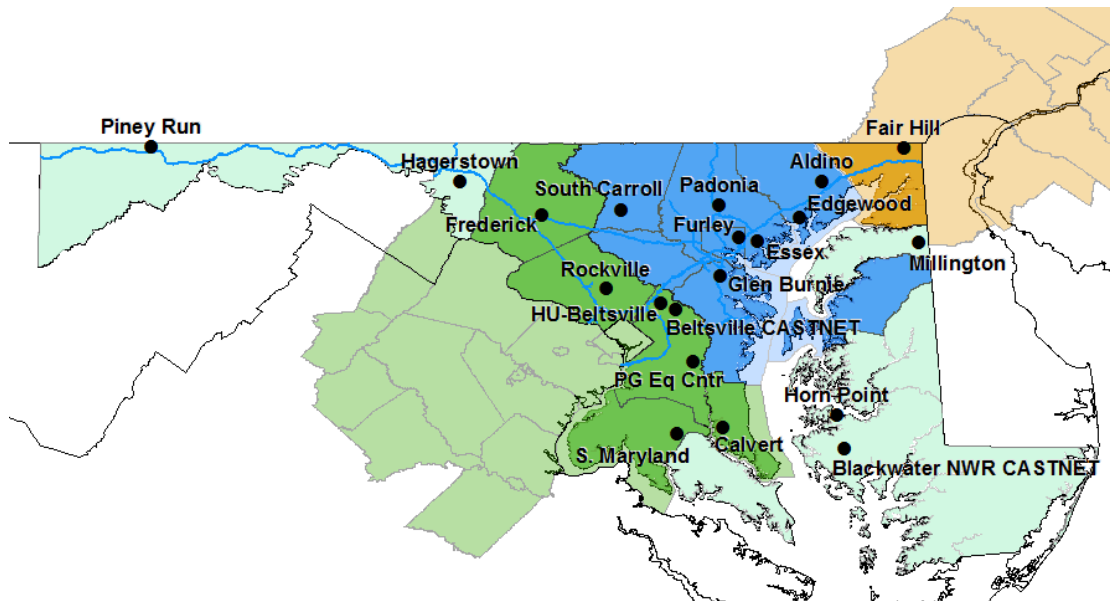 Piney Run
Fair Hill
Hagerstown
Aldino
South Carroll
Padonia
Edgewood
Frederick
Furley
Essex
Millington
Rockville
Glen Burnie
HU-Beltsville
Beltsville CASTNET
PG Eq Cntr
Horn Point
Calvert
S. Maryland
Blackwater NWR CASTNET